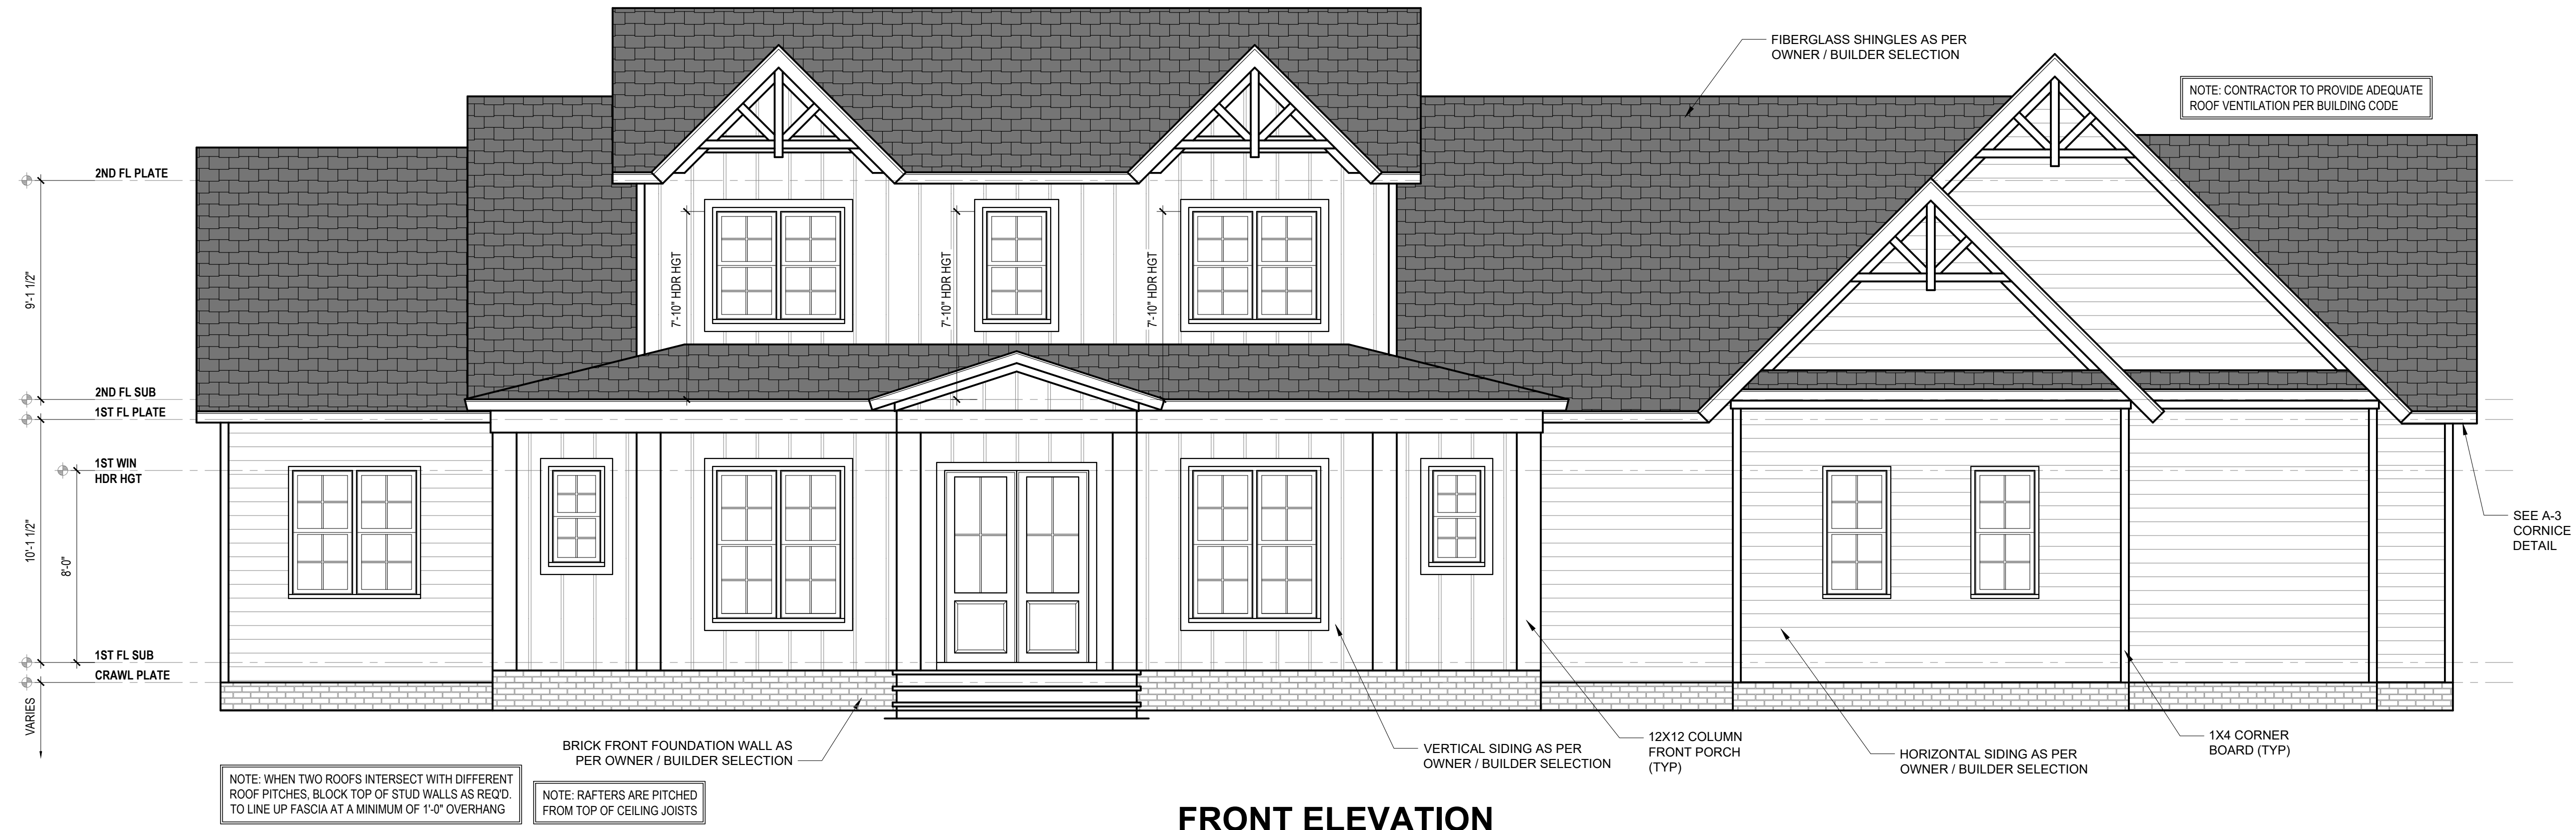 FIBERGLASS SHINGLES AS PER
OWNER / BUILDER SELECTION
NOTE: CONTRACTOR TO PROVIDE ADEQUATE
ROOF VENTILATION PER BUILDING CODE
2ND FL PLATE
9'-1 1/2"
7'-10" HDR HGT
7'-10" HDR HGT
7'-10" HDR HGT
2ND FL SUB
1ST FL PLATE
1ST WIN
HDR HGT
10'-1 1/2"
8'-0"
SEE A-3
CORNICE
DETAIL
1ST FL SUB
CRAWL PLATE
VARIES
BRICK FRONT FOUNDATION WALL AS
PER OWNER / BUILDER SELECTION
VERTICAL SIDING AS PER
OWNER / BUILDER SELECTION
12X12 COLUMN
FRONT PORCH
(TYP)
HORIZONTAL SIDING AS PER
OWNER / BUILDER SELECTION
1X4 CORNER
BOARD (TYP)
NOTE: WHEN TWO ROOFS INTERSECT WITH DIFFERENT
ROOF PITCHES, BLOCK TOP OF STUD WALLS AS REQ'D.
TO LINE UP FASCIA AT A MINIMUM OF 1'-0" OVERHANG
NOTE: RAFTERS ARE PITCHED
FROM TOP OF CEILING JOISTS
FRONT ELEVATION